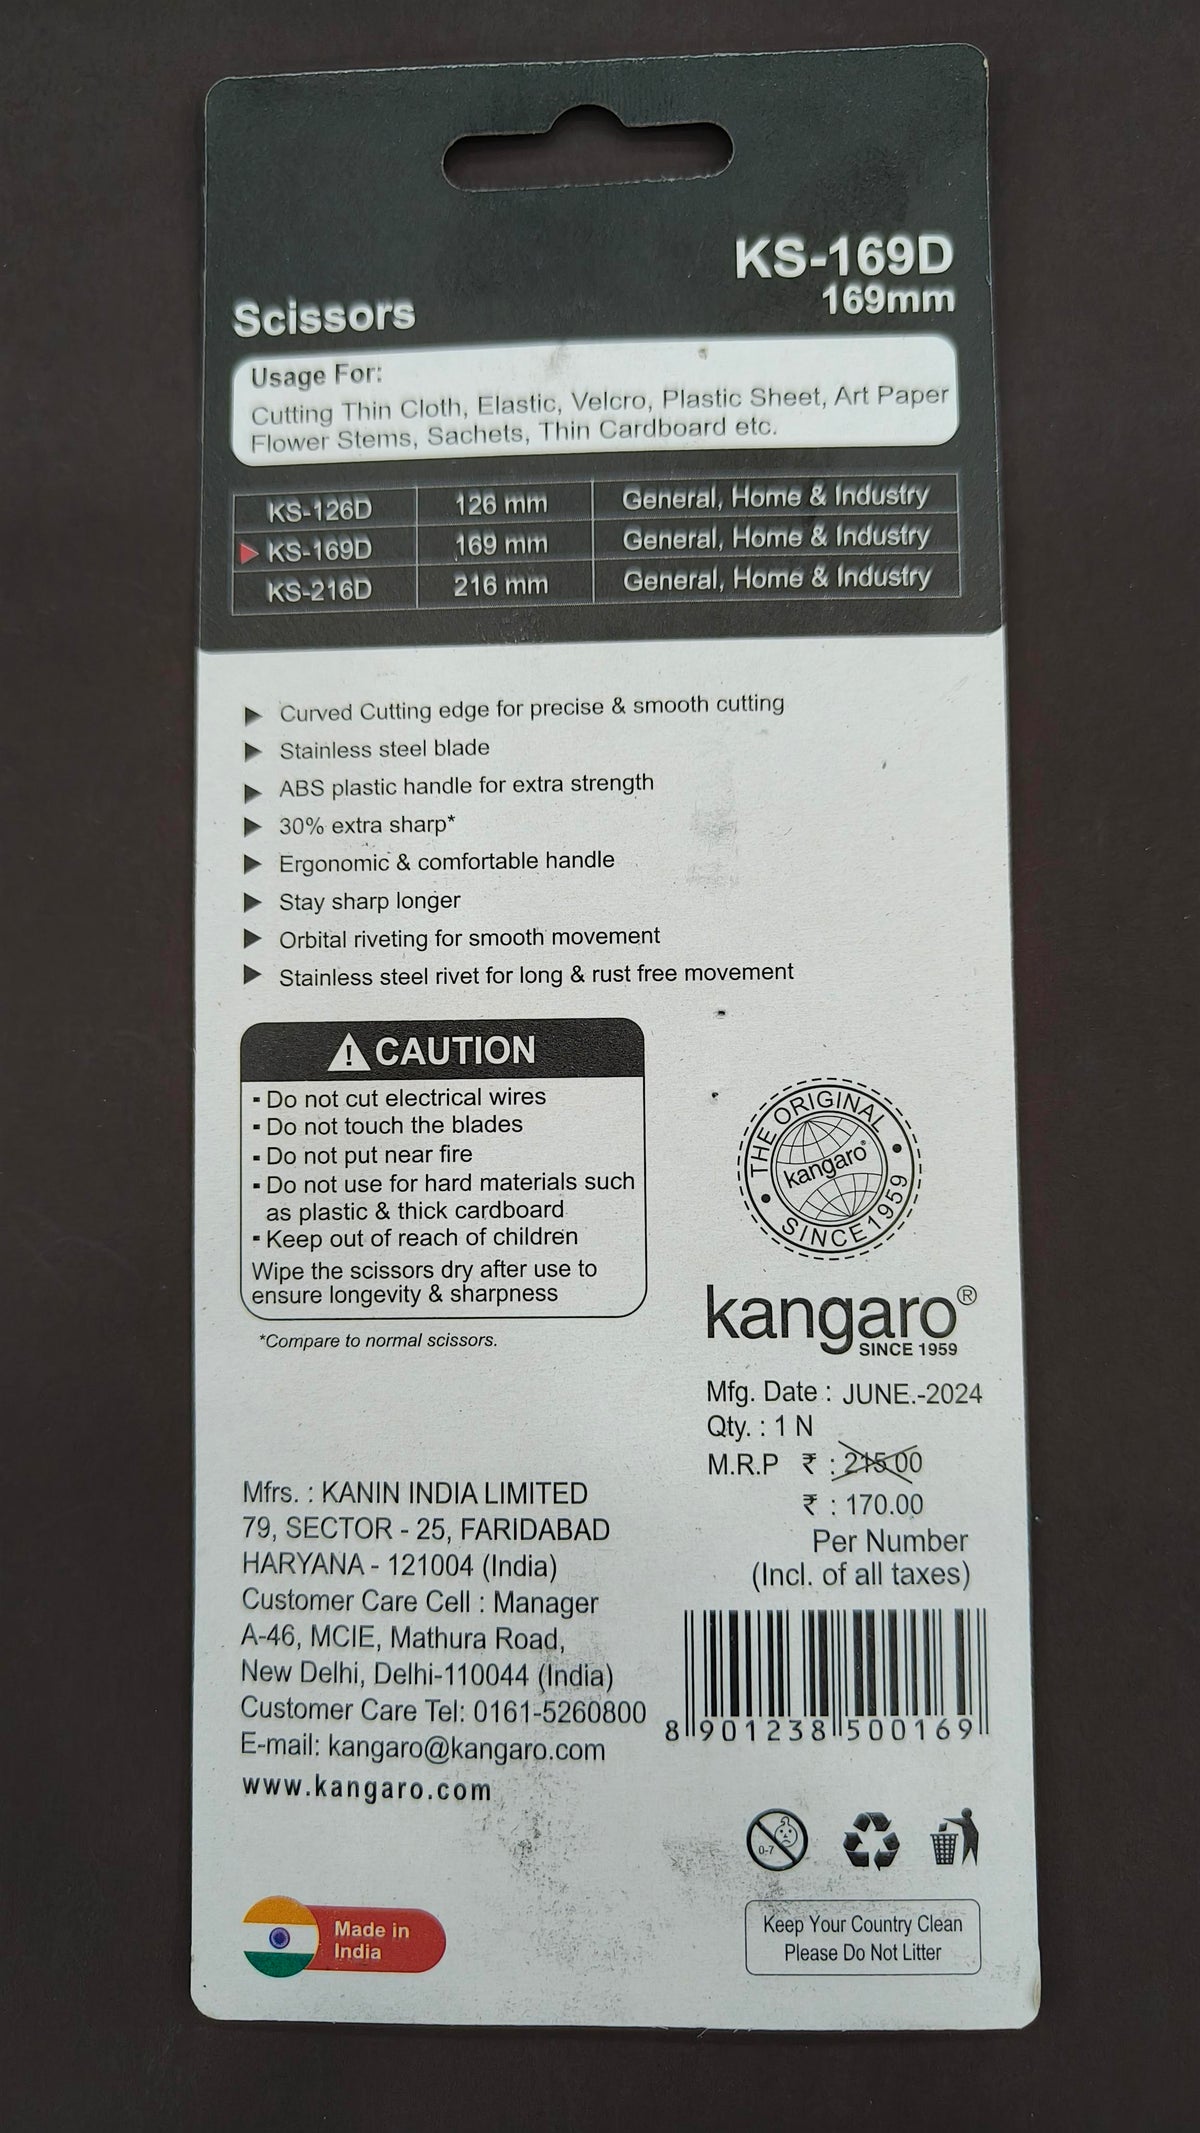 KS-169D
169mm
Scissors
Usage For:
Cutting Thin Cloth, Elastic, Velcro, Plastic Sheet, Art Paper
Flower Stems, Sachets, Thin Cardboard etc.
KS-126D 126 mm General, Home & Industry
KS-169D 169 mm General, Home & Industry
KS-216D 216 mm General, Home & Industry
Curved Cutting edge for precise & smooth cutting
Stainless steel blade
ABS plastic handle for extra strength
30% extra sharp*
Ergonomic & comfortable handle
Stay sharp longer
Orbital riveting for smooth movement
Stainless steel rivet for long & rust free movement
CAUTION
- Do not cut electrical wires
- Do not touch the blades
- Do not put near fire
- Do not use for hard materials such
as plastic & thick cardboard
- Keep out of reach of children
Wipe the scissors dry after use to
ensure longevity & sharpness
*Compare to normal scissors.
THE ORIGINAL
kangaro®
SINCE 1959
kangaro®
SINCE 1959
Mfg. Date : JUNE.-2024
Qty. : 1 N
M.R.P ₹ : 215.00
₹ : 170.00
Per Number
(Incl. of all taxes)
Mfrs. : KANIN INDIA LIMITED
79, SECTOR - 25, FARIDABAD
HARYANA - 121004 (India)
Customer Care Cell : Manager
A-46, MCIE, Mathura Road,
New Delhi, Delhi-110044 (India)
Customer Care Tel: 0161-5260800
E-mail: kangaro@kangaro.com
www.kangaro.com
8 901238 500169
0-7
Made in
India
Keep Your Country Clean
Please Do Not Litter